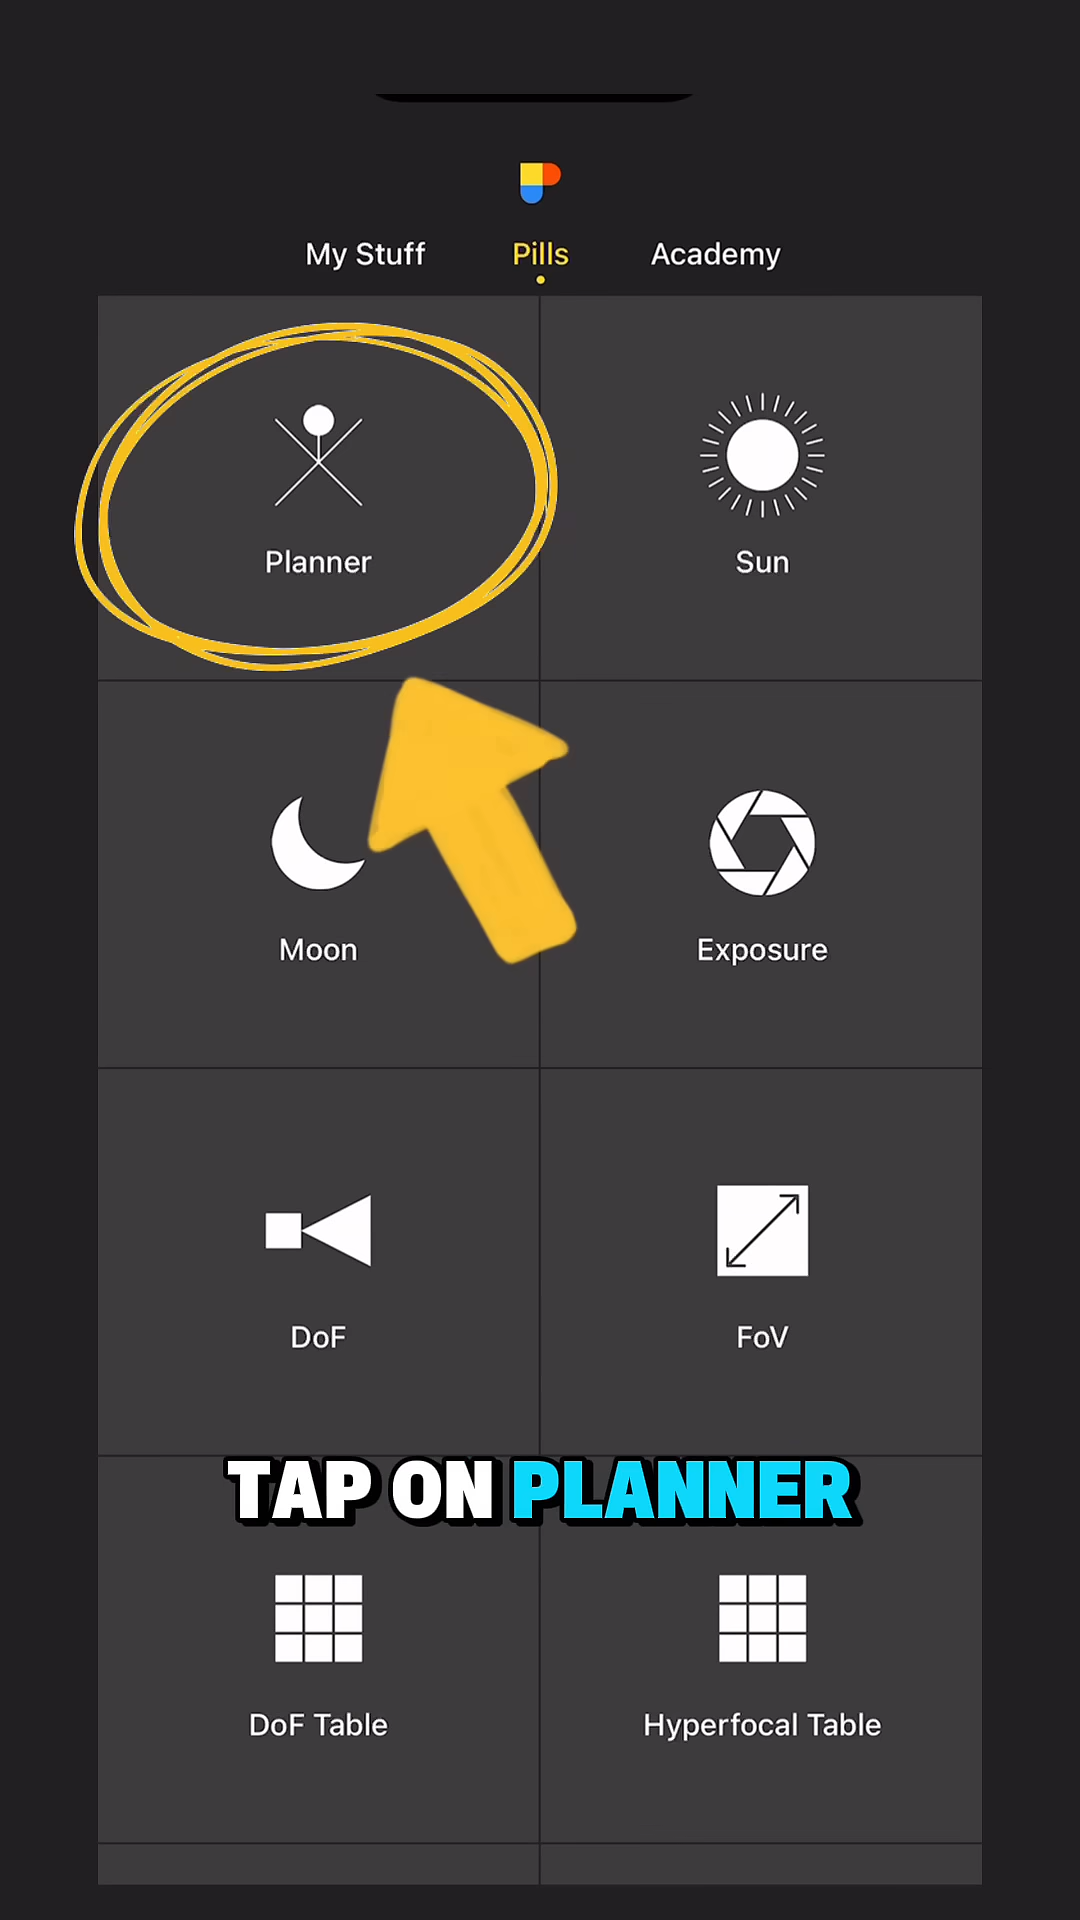 My Stuff Pills Academy
Planner Sun
Moon Exposure
DoF FoV
TAP ON PLANNER
DoF Table Hyperfocal Table